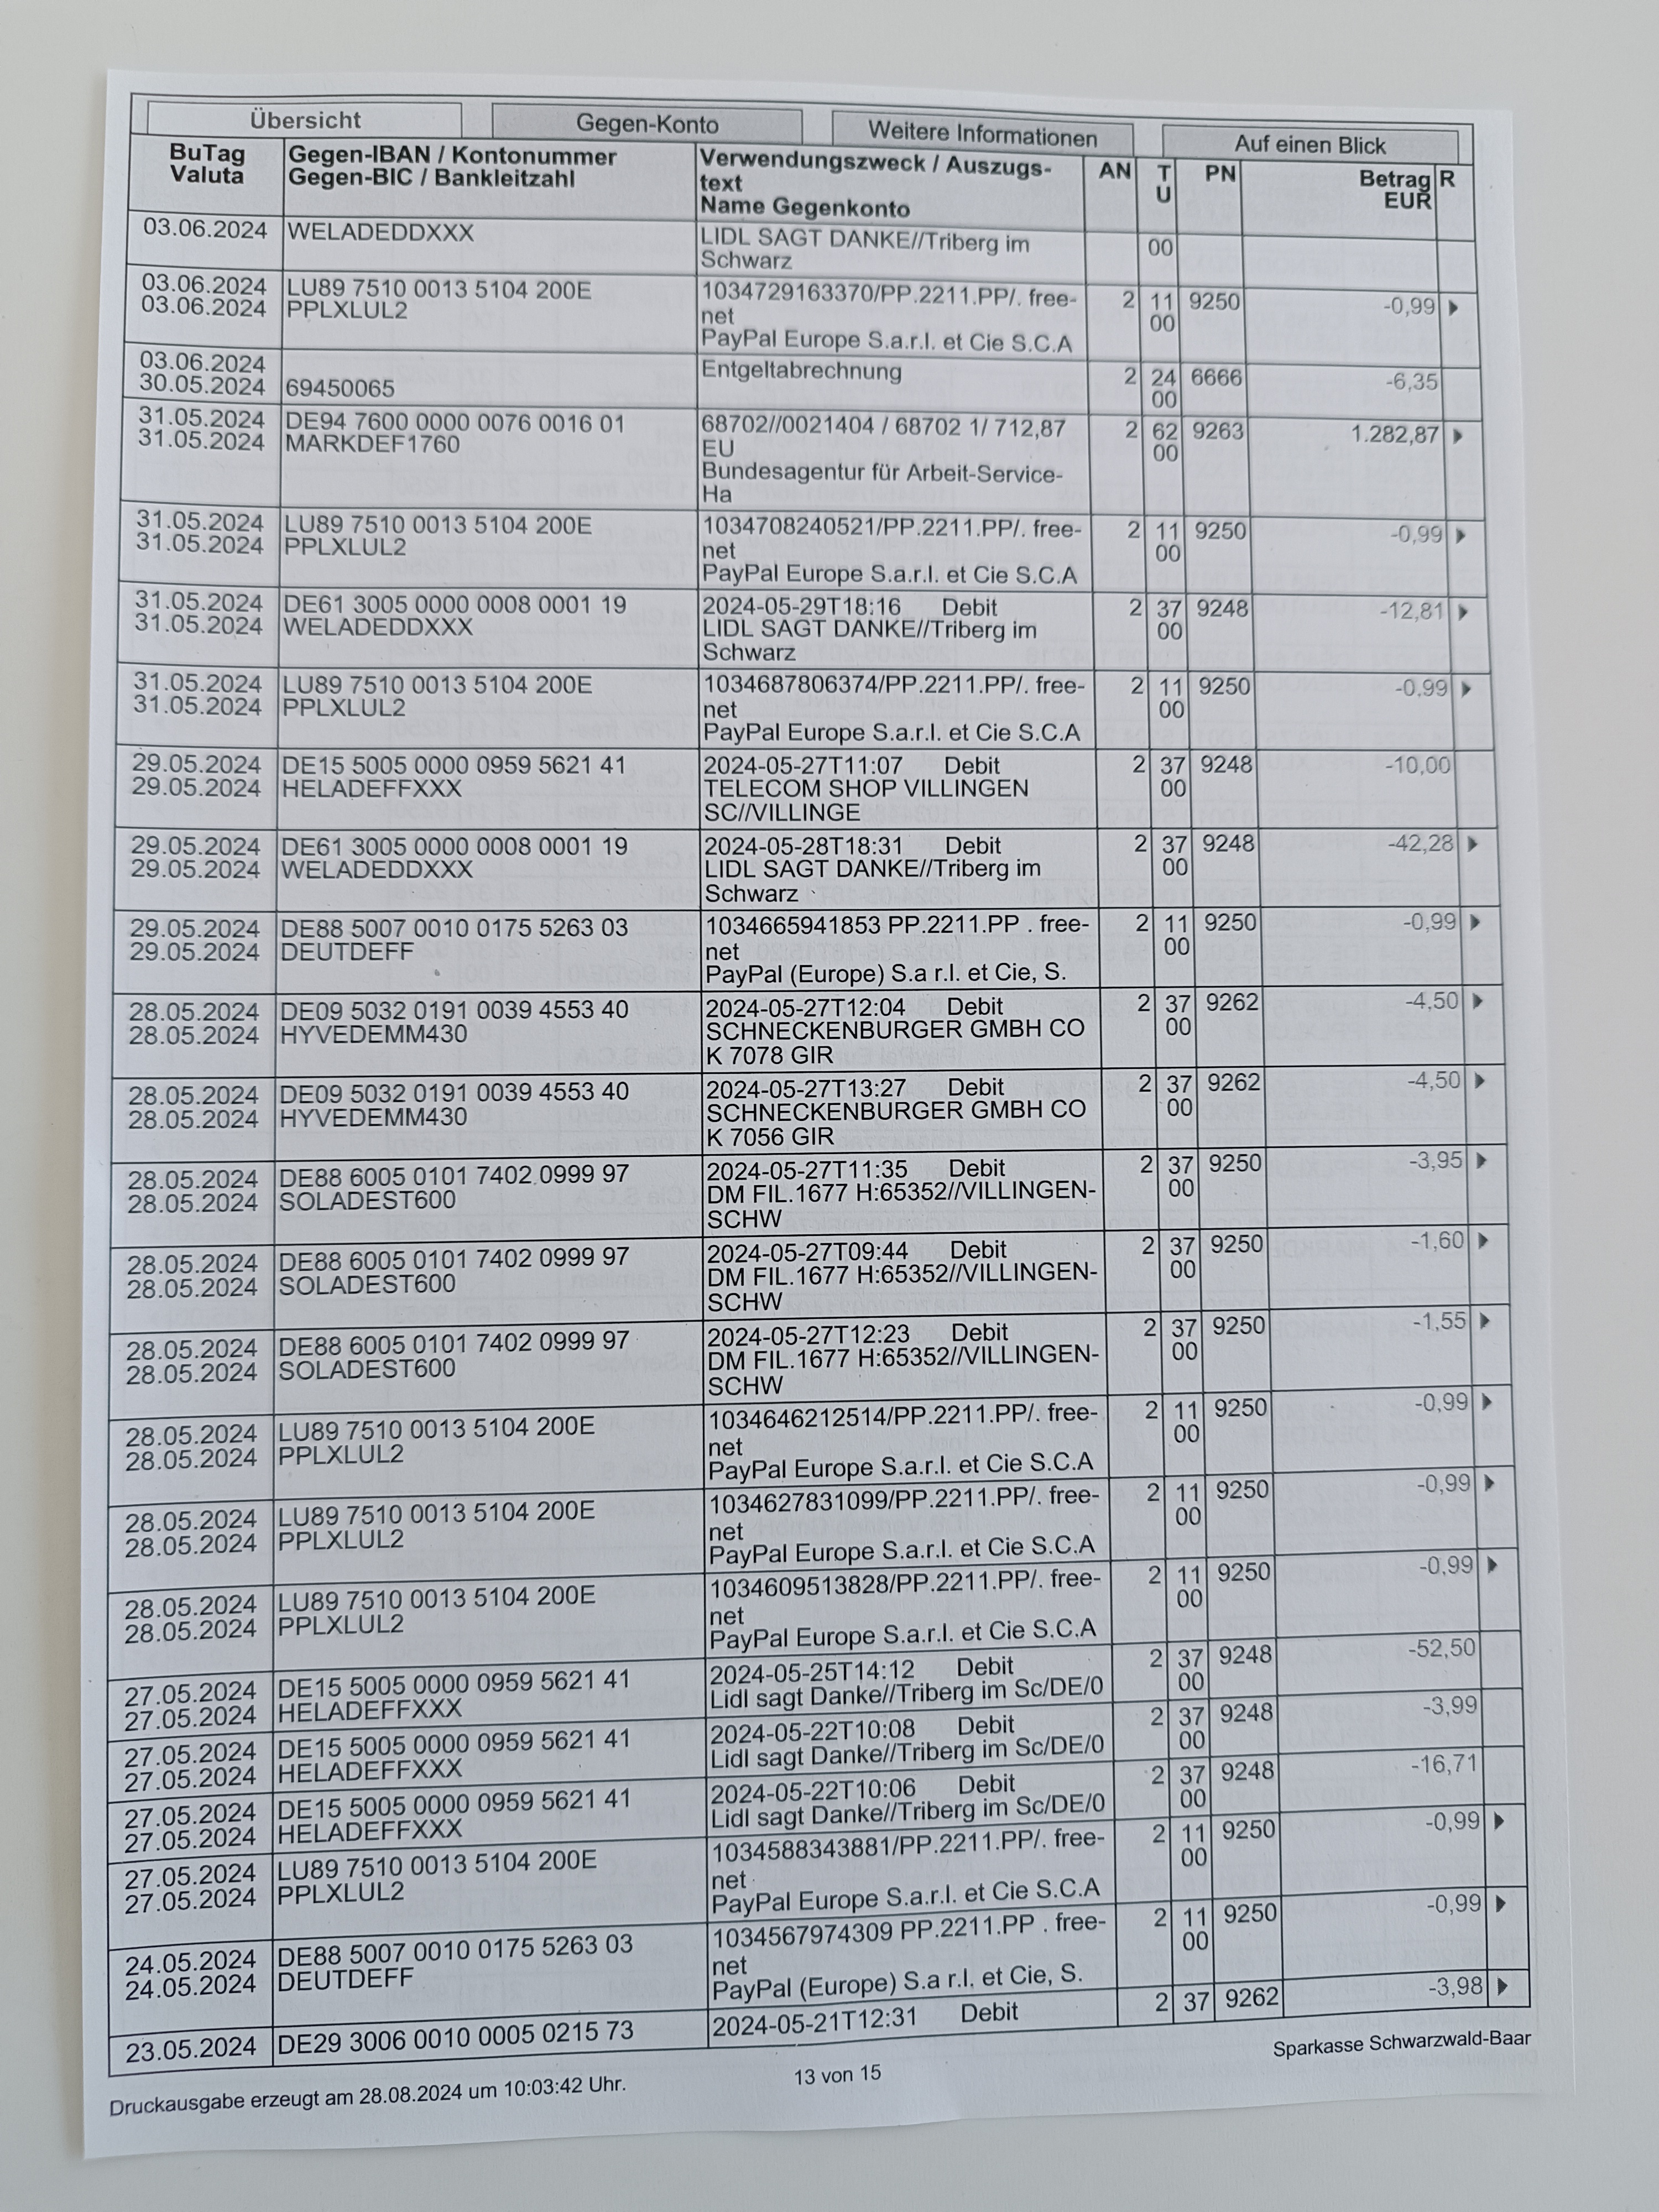 Übersicht Gegen-Konto Weitere Informationen Auf einen Blick
BuTag Gegen-IBAN / Kontonummer Verwendungszweck / Auszugs- AN T PN Betrag R
Valuta Gegen-BIC / Bankleitzahl text U EUR
Name Gegenkonto
03.06.2024 WELADEDDXXX LIDL SAGT DANKE//Triberg im 00
Schwarz
03.06.2024 LU89 7510 0013 5104 200E 1034729163370/PP.2211.PP/. free- 2 11 9250 -0,99
03.06.2024 PPLXLUL2 net 00
PayPal Europe S.a.r.l. et Cie S.C.A
03.06.2024 Entgeltabrechnung 2 24 6666 -6,35
30.05.2024 69450065 00
31.05.2024 DE94 7600 0000 0076 0016 01 68702//0021404 / 68702 1/ 712,87 2 62 9263 1.282,87
31.05.2024 MARKDEF1760 EU 00
Bundesagentur für Arbeit-Service-
Ha
31.05.2024 LU89 7510 0013 5104 200E 1034708240521/PP.2211.PP/. free- 2 11 9250 -0,99
31.05.2024 PPLXLUL2 net 00
PayPal Europe S.a.r.l. et Cie S.C.A
31.05.2024 DE61 3005 0000 0008 0001 19 2024-05-29T18:16 Debit 2 37 9248 -12,81
31.05.2024 WELADEDDXXX LIDL SAGT DANKE//Triberg im 00
Schwarz
31.05.2024 LU89 7510 0013 5104 200E 1034687806374/PP.2211.PP/. free- 2 11 9250 -0,99
31.05.2024 PPLXLUL2 net 00
PayPal Europe S.a.r.l. et Cie S.C.A
29.05.2024 DE15 5005 0000 0959 5621 41 2024-05-27T11:07 Debit 2 37 9248 -10,00
29.05.2024 HELADEFFXXX TELECOM SHOP VILLINGEN 00
SC//VILLINGE
29.05.2024 DE61 3005 0000 0008 0001 19 2024-05-28T18:31 Debit 2 37 9248 -42,28
29.05.2024 WELADEDDXXX LIDL SAGT DANKE//Triberg im 00
Schwarz
29.05.2024 DE88 5007 0010 0175 5263 03 1034665941853 PP.2211.PP . free- 2 11 9250 -0,99
29.05.2024 DEUTDEFF net 00
PayPal (Europe) S.a r.l. et Cie, S.
28.05.2024 DE09 5032 0191 0039 4553 40 2024-05-27T12:04 Debit 2 37 9262 -4,50
28.05.2024 HYVEDEMM430 SCHNECKENBURGER GMBH CO 00
K 7078 GIR
28.05.2024 DE09 5032 0191 0039 4553 40 2024-05-27T13:27 Debit 2 37 9262 -4,50
28.05.2024 HYVEDEMM430 SCHNECKENBURGER GMBH CO 00
K 7056 GIR
28.05.2024 DE88 6005 0101 7402 0999 97 2024-05-27T11:35 Debit 2 37 9250 -3,95
28.05.2024 SOLADEST600 DM FIL.1677 H:65352//VILLINGEN- 00
SCHW
28.05.2024 DE88 6005 0101 7402 0999 97 2024-05-27T09:44 Debit 2 37 9250 -1,60
28.05.2024 SOLADEST600 DM FIL.1677 H:65352//VILLINGEN- 00
SCHW
28.05.2024 DE88 6005 0101 7402 0999 97 2024-05-27T12:23 Debit 2 37 9250 -1,55
28.05.2024 SOLADEST600 DM FIL.1677 H:65352//VILLINGEN- 00
SCHW
28.05.2024 LU89 7510 0013 5104 200E 1034646212514/PP.2211.PP/. free- 2 11 9250 -0,99
28.05.2024 PPLXLUL2 net 00
PayPal Europe S.a.r.l. et Cie S.C.A
28.05.2024 LU89 7510 0013 5104 200E 1034627831099/PP.2211.PP/. free- 2 11 9250 -0,99
28.05.2024 PPLXLUL2 net 00
PayPal Europe S.a.r.l. et Cie S.C.A
28.05.2024 LU89 7510 0013 5104 200E 1034609513828/PP.2211.PP/. free- 2 11 9250 -0,99
28.05.2024 PPLXLUL2 net 00
PayPal Europe S.a.r.l. et Cie S.C.A
27.05.2024 DE15 5005 0000 0959 5621 41 2024-05-25T14:12 Debit 2 37 9248 -52,50
27.05.2024 HELADEFFXXX Lidl sagt Danke//Triberg im Sc/DE/0 00
27.05.2024 DE15 5005 0000 0959 5621 41 2024-05-22T10:08 Debit 2 37 9248 -3,99
27.05.2024 HELADEFFXXX Lidl sagt Danke//Triberg im Sc/DE/0 00
27.05.2024 DE15 5005 0000 0959 5621 41 2024-05-22T10:06 Debit 2 37 9248 -16,71
27.05.2024 HELADEFFXXX Lidl sagt Danke//Triberg im Sc/DE/0 00
27.05.2024 LU89 7510 0013 5104 200E 1034588343881/PP.2211.PP/. free- 2 11 9250 -0,99
27.05.2024 PPLXLUL2 net 00
PayPal Europe S.a.r.l. et Cie S.C.A
24.05.2024 DE88 5007 0010 0175 5263 03 1034567974309 PP.2211.PP . free- 2 11 9250 -0,99
24.05.2024 DEUTDEFF net 00
PayPal (Europe) S.a r.l. et Cie, S.
23.05.2024 DE29 3006 0010 0005 0215 73 2024-05-21T12:31 Debit 2 37 9262 -3,98
Druckausgabe erzeugt am 28.08.2024 um 10:03:42 Uhr. 13 von 15 Sparkasse Schwarzwald-Baar